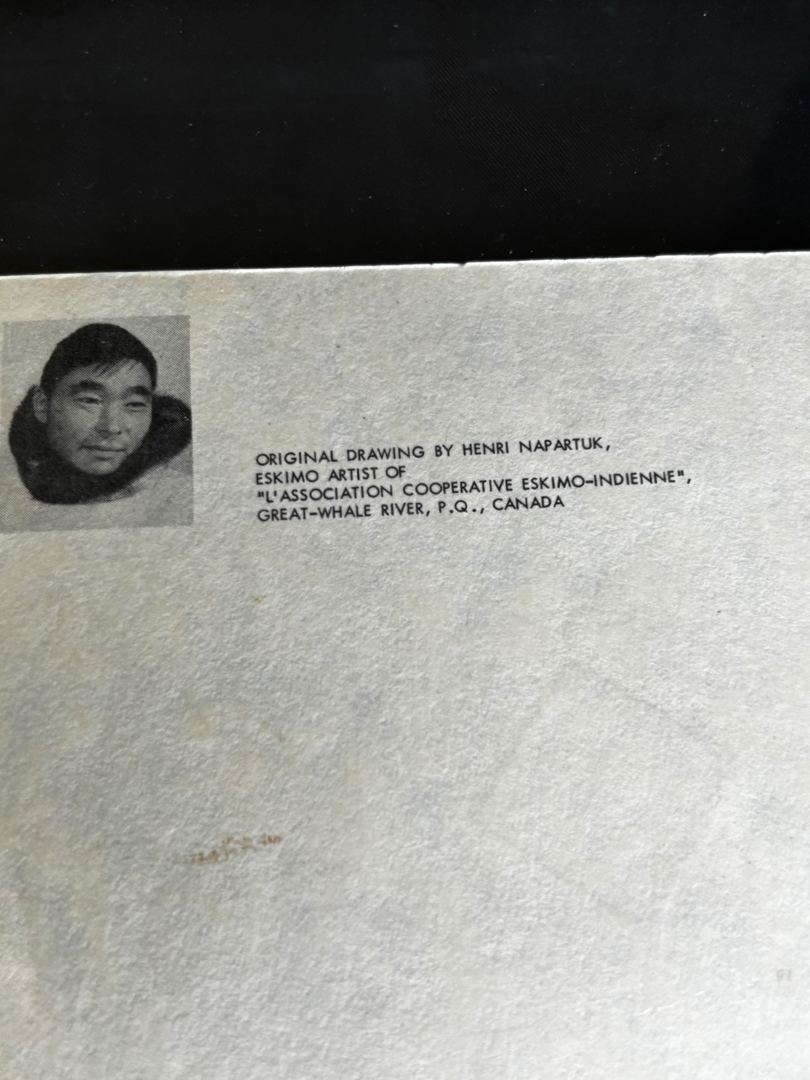 ORIGINAL DRAWING BY HENRI NAPARTUK,
ESKIMO ARTIST OF
"L'ASSOCIATION COOPERATIVE ESKIMO-INDIENNE",
GREAT-WHALE RIVER, P.Q., CANADA